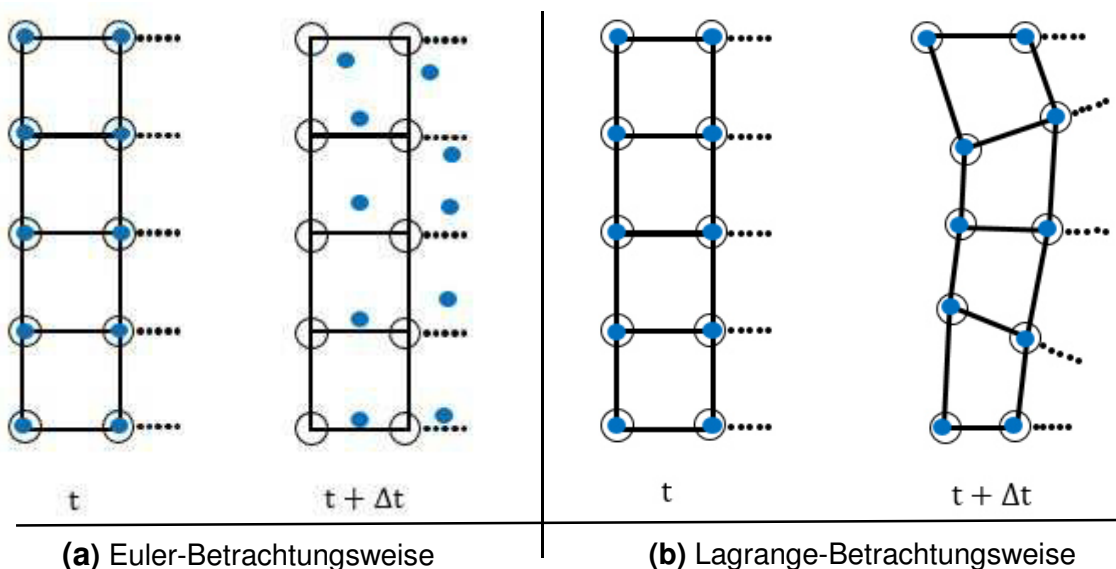 t
t + Δt
t
t + Δt
(a) Euler-Betrachtungsweise
(b) Lagrange-Betrachtungsweise